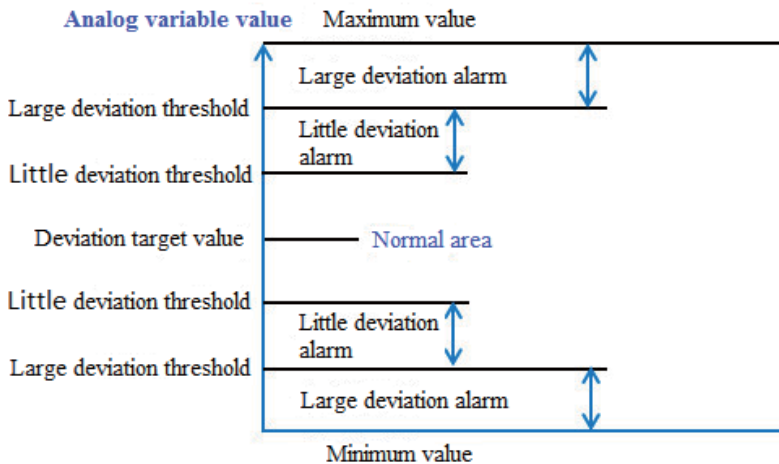 Analog variable value
Maximum value
Large deviation alarm
Large deviation threshold
Little deviation
alarm
Little deviation threshold
Deviation target value
Normal area
Little deviation threshold
Little deviation
alarm
Large deviation threshold
Large deviation alarm
Minimum value